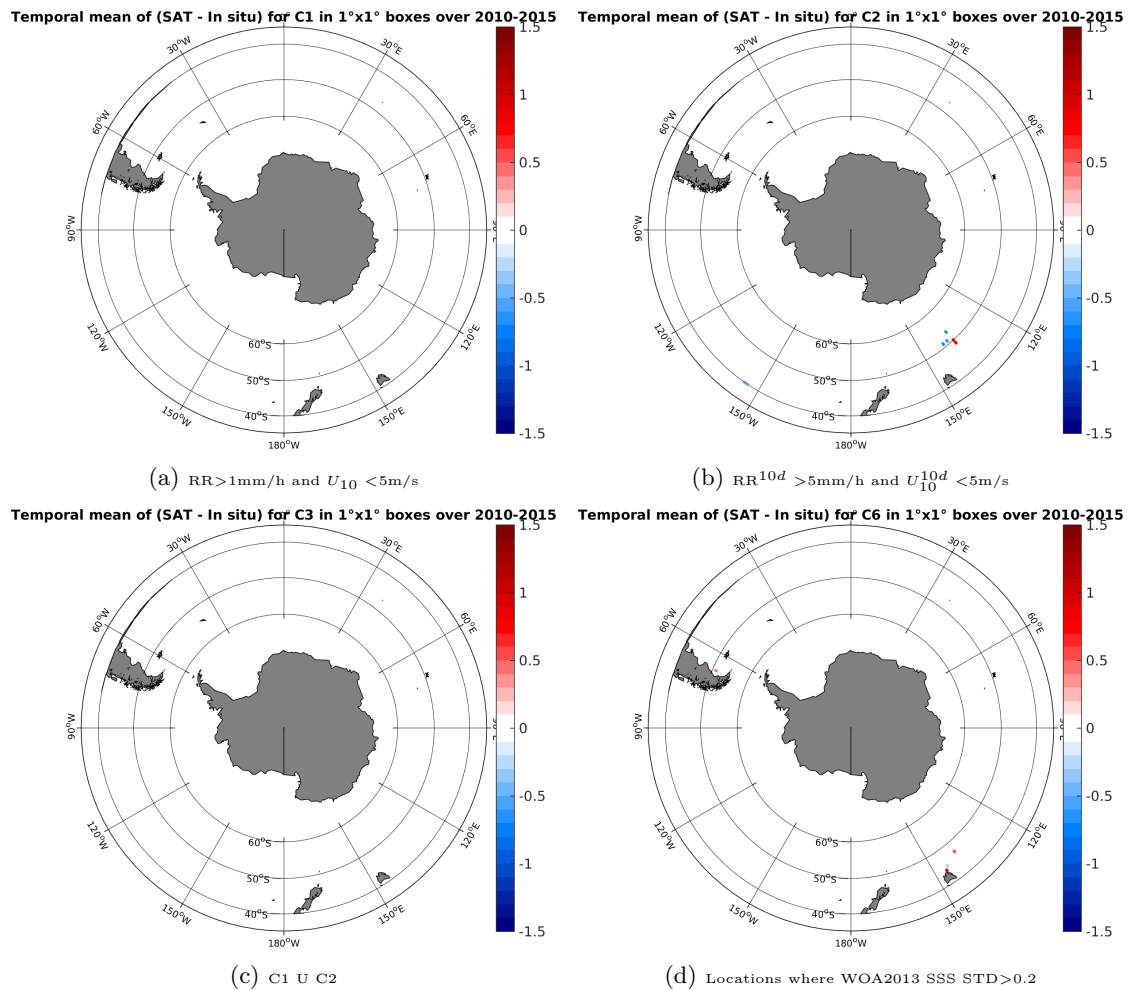 Temporal mean of (SAT - In situ) for C1 in 1°x1° boxes over 2010-2015
30°W
30°E
60°W
60°E
90°W
120°W
120°E
150°W
150°E
180°W
60°S
50°S
40°S
1.5
1
0.5
0
-0.5
-1
-1.5
(a) RR>1mm/h and U10 <5m/s
Temporal mean of (SAT - In situ) for C2 in 1°x1° boxes over 2010-2015
30°W
30°E
60°W
60°E
90°W
120°W
120°E
150°W
150°E
180°W
60°S
50°S
40°S
1.5
1
0.5
0
-0.5
-1
-1.5
(b) RR^10d >5mm/h and U10^10d <5m/s
Temporal mean of (SAT - In situ) for C3 in 1°x1° boxes over 2010-2015
30°W
30°E
60°W
60°E
90°W
120°W
120°E
150°W
150°E
180°W
60°S
50°S
40°S
1.5
1
0.5
0
-0.5
-1
-1.5
(c) C1 U C2
Temporal mean of (SAT - In situ) for C6 in 1°x1° boxes over 2010-2015
30°W
30°E
60°W
60°E
90°W
120°W
120°E
150°W
150°E
180°W
60°S
50°S
40°S
1.5
1
0.5
0
-0.5
-1
-1.5
(d) Locations where WOA2013 SSS STD>0.2